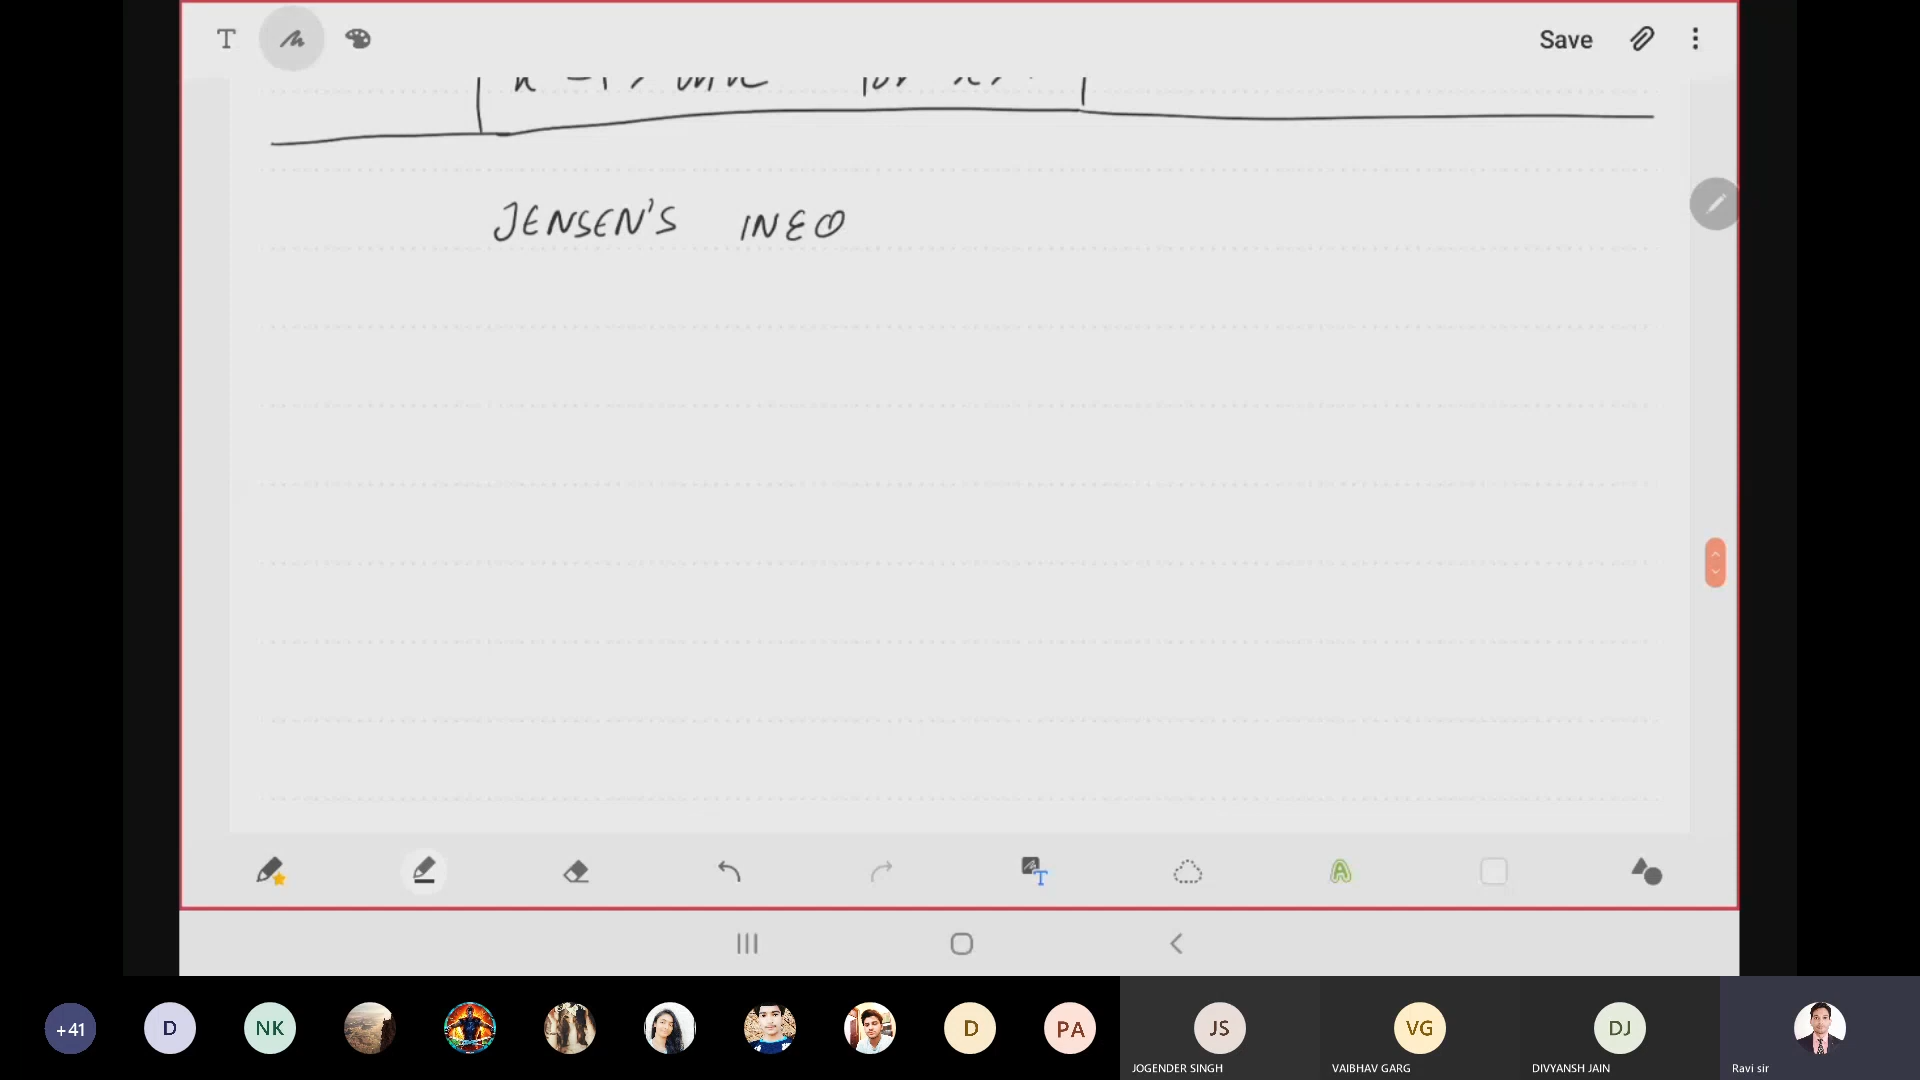 T Save
JENSEN'S INEQ
A
+41 D NK D PA JS VG DJ
JOGENDER SINGH VAIBHAV GARG DIVYANSH JAIN Ravi sir